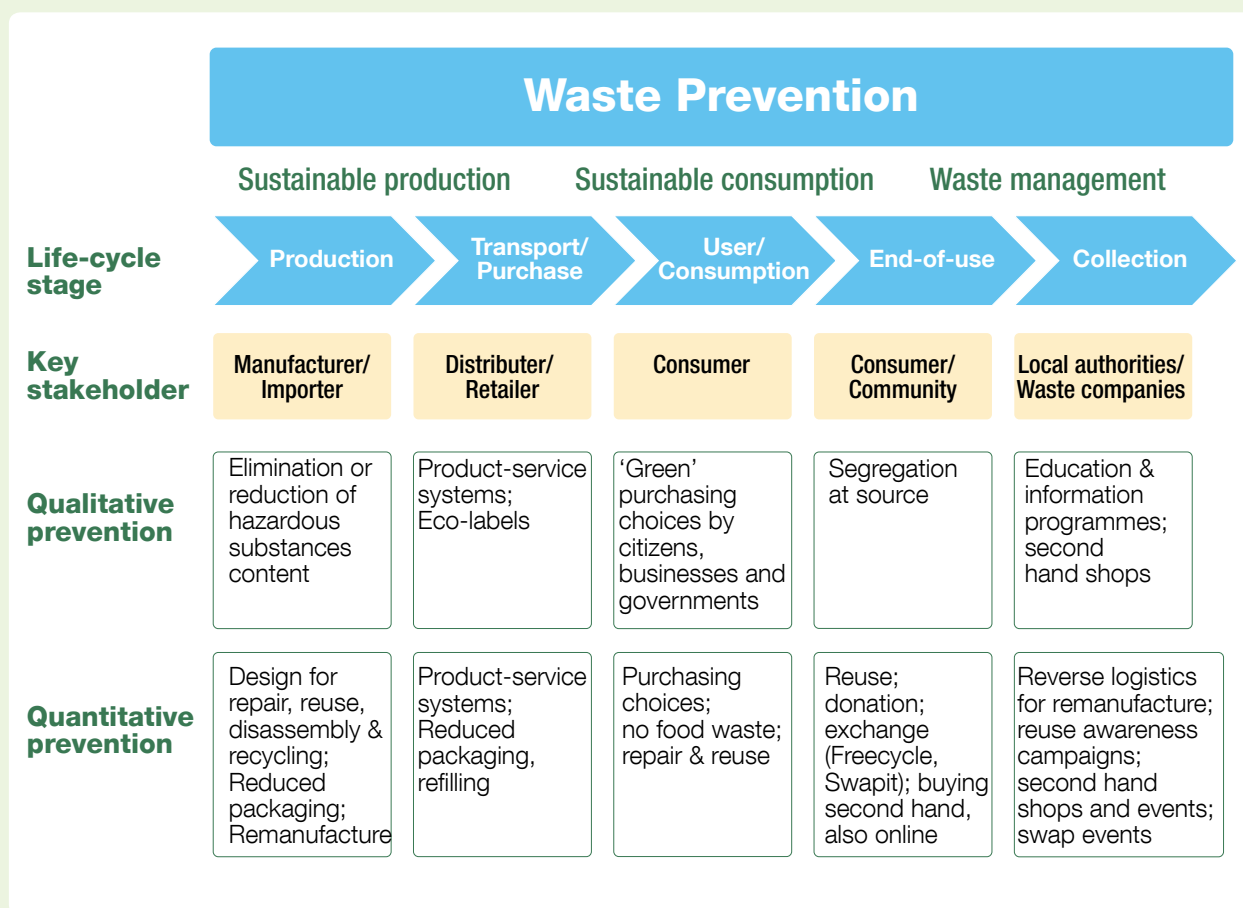 Waste Prevention
Sustainable production
Sustainable consumption
Waste management
Life-cycle
stage
Production
Transport/
Purchase
User/
Consumption
End-of-use
Collection
Key
stakeholder
Manufacturer/
Importer
Distributer/
Retailer
Consumer
Consumer/
Community
Local authorities/
Waste companies
Qualitative
prevention
Elimination or
reduction of
hazardous
substances
content
Product-service
systems;
Eco-labels
‘Green’
purchasing
choices by
citizens,
businesses and
governments
Segregation
at source
Education &
information
programmes;
second
hand shops
Quantitative
prevention
Design for
repair, reuse,
disassembly &
recycling;
Reduced
packaging;
Remanufacture
Product-service
systems;
Reduced
packaging,
refilling
Purchasing
choices;
no food waste;
repair & reuse
Reuse;
donation;
exchange
(Freecycle,
Swapit); buying
second hand,
also online
Reverse logistics
for remanufacture;
reuse awareness
campaigns;
second hand
shops and events;
swap events